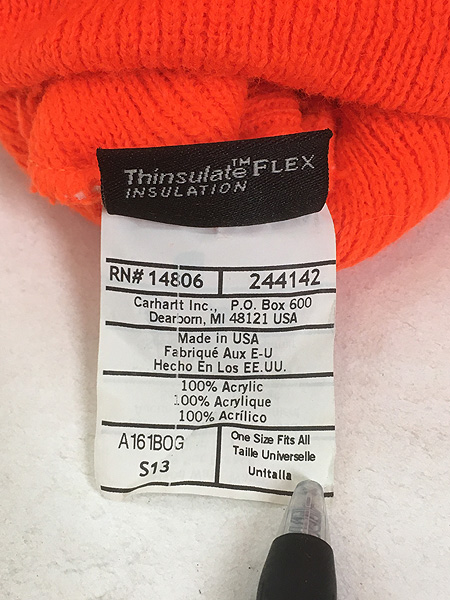 Thinsulate™ FLEX
INSULATION
RN# 14806 244142
Carhartt Inc., P.O. Box 600
Dearborn, MI 48121 USA
Made in USA
Fabriqué Aux E-U
Hecho En Los EE.UU.
100% Acrylic
100% Acrylique
100% Acrílico
A161BOG
S13
One Size Fits All
Taille Universelle
Unitalla